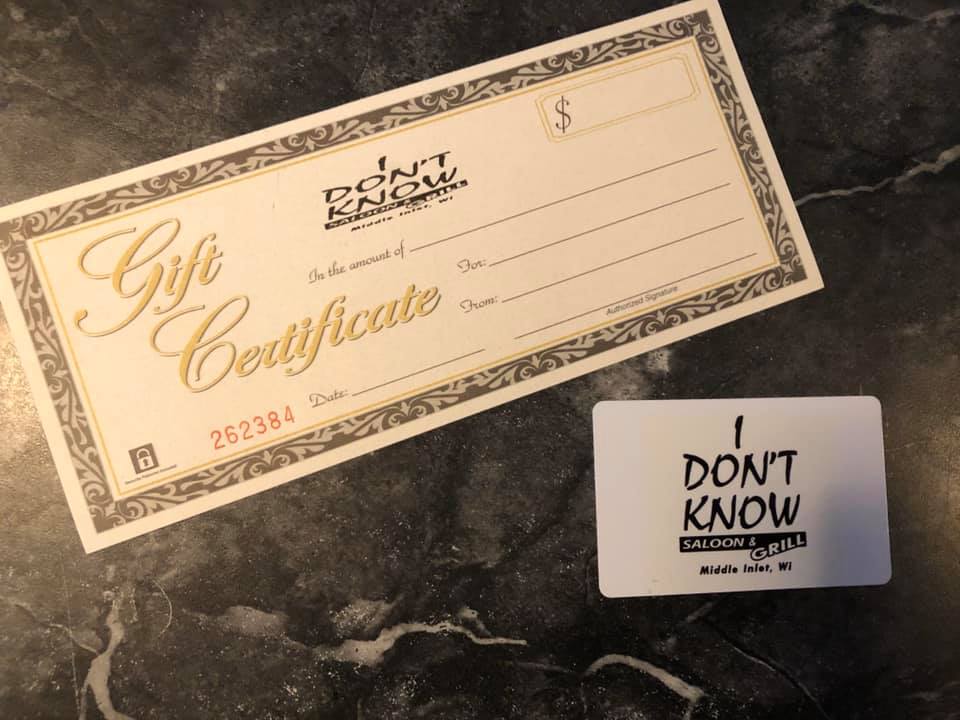 $
I
DON'T
KNOW
SALOON & GRILL
Middle Inlet, Wi
Gift
Certificate
In the amount of
For:
From:
Authorized Signature
Date:
262384
I
DON'T
KNOW
SALOON &
GRILL
Middle Inlet, Wi